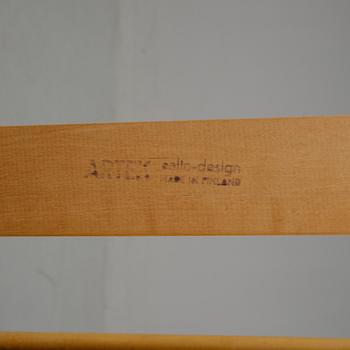 ARTEK aalto-design
MADE IN FINLAND